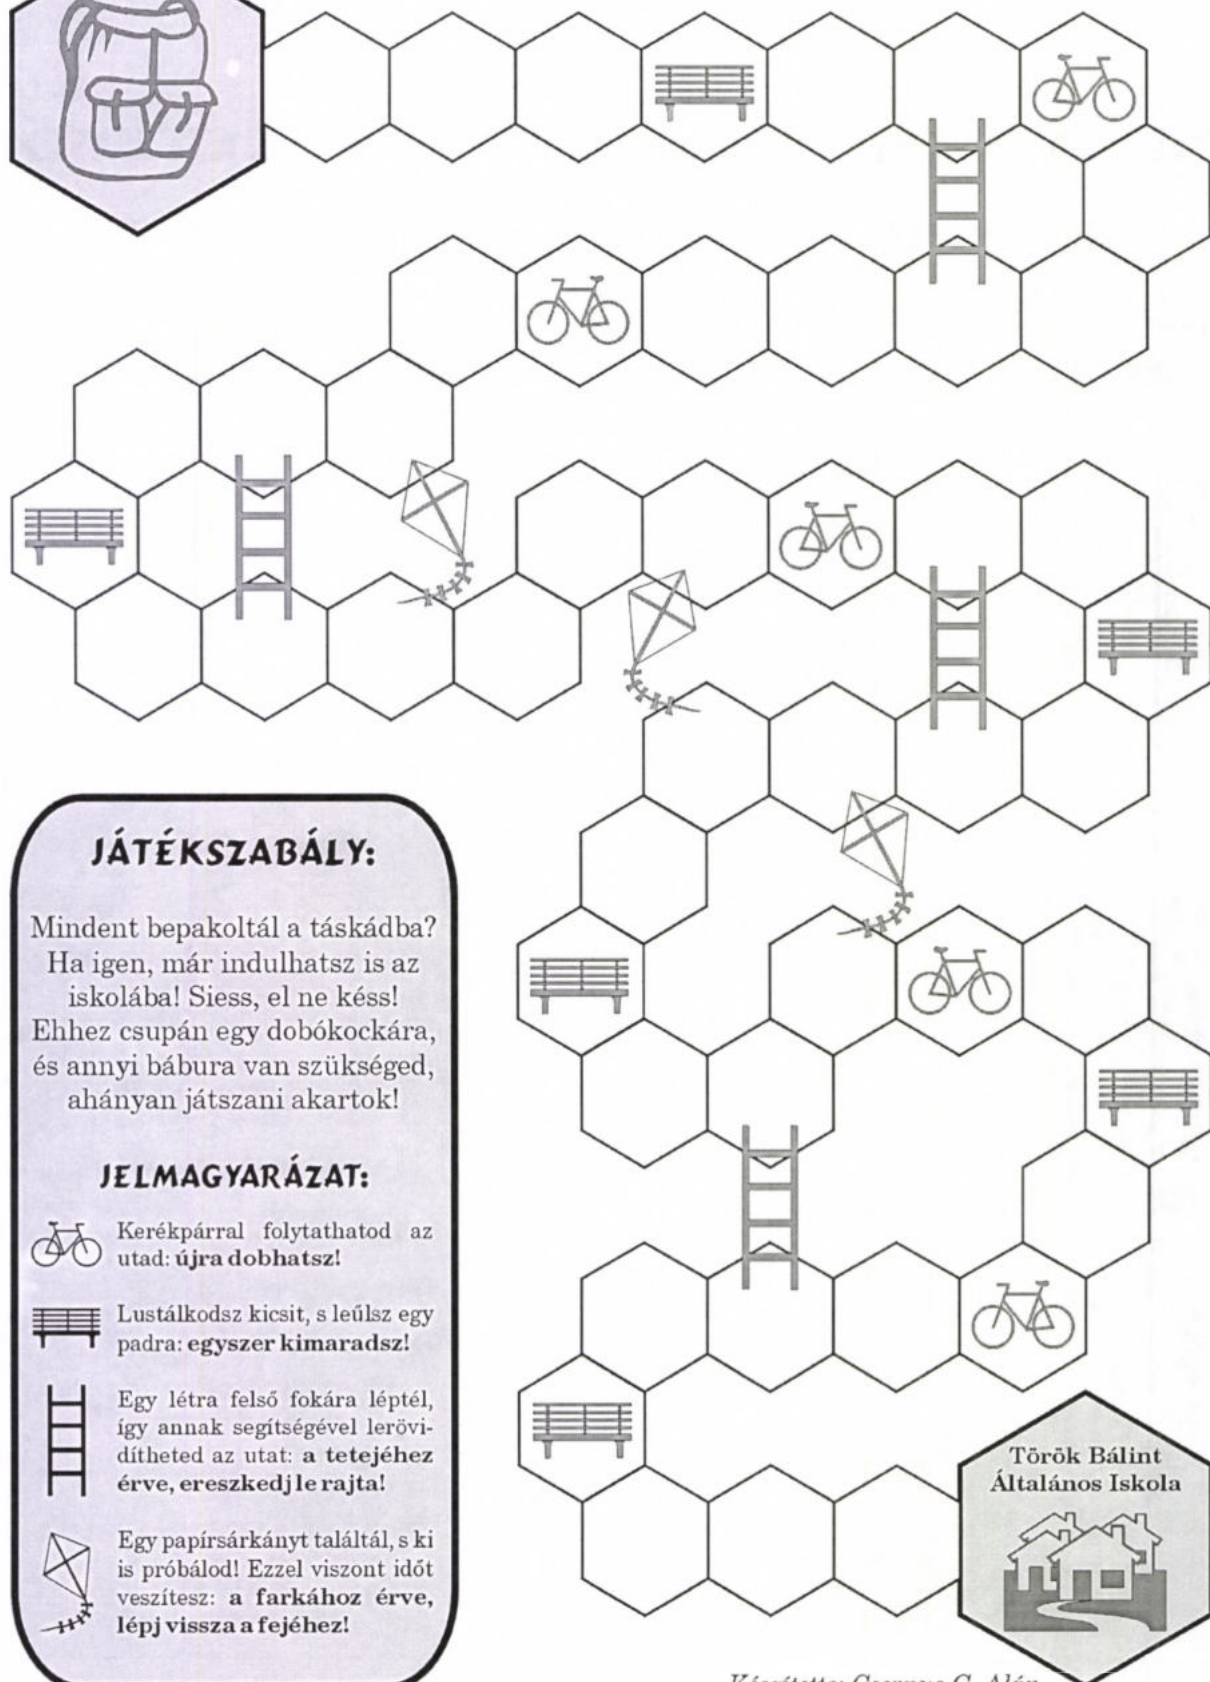 JÁTÉKSZABÁLY:
Mindent bepakoltál a táskádba?
Ha igen, már indulhatsz is az
iskolába! Siess, el ne késs!
Ehhez csupán egy dobókockára,
és annyi bábura van szükséged,
ahányan játszani akartok!
JELMAGYARÁZAT:
Kerékpárral folytathatod az
utad: újra dobhatsz!
Lustálkodsz kicsit, s leűlsz egy
padra: egyszer kimaradsz!
Egy létra felső fokára léptél,
így annak segítségével lerövi-
dítheted az utat: a tetejéhez
érve, ereszkedj le rajta!
Egy papírsárkányt találtál, s ki
is próbálod! Ezzel viszont időt
veszítesz: a farkához érve,
lépj vissza a fejéhez!
Török Bálint
Általános Iskola